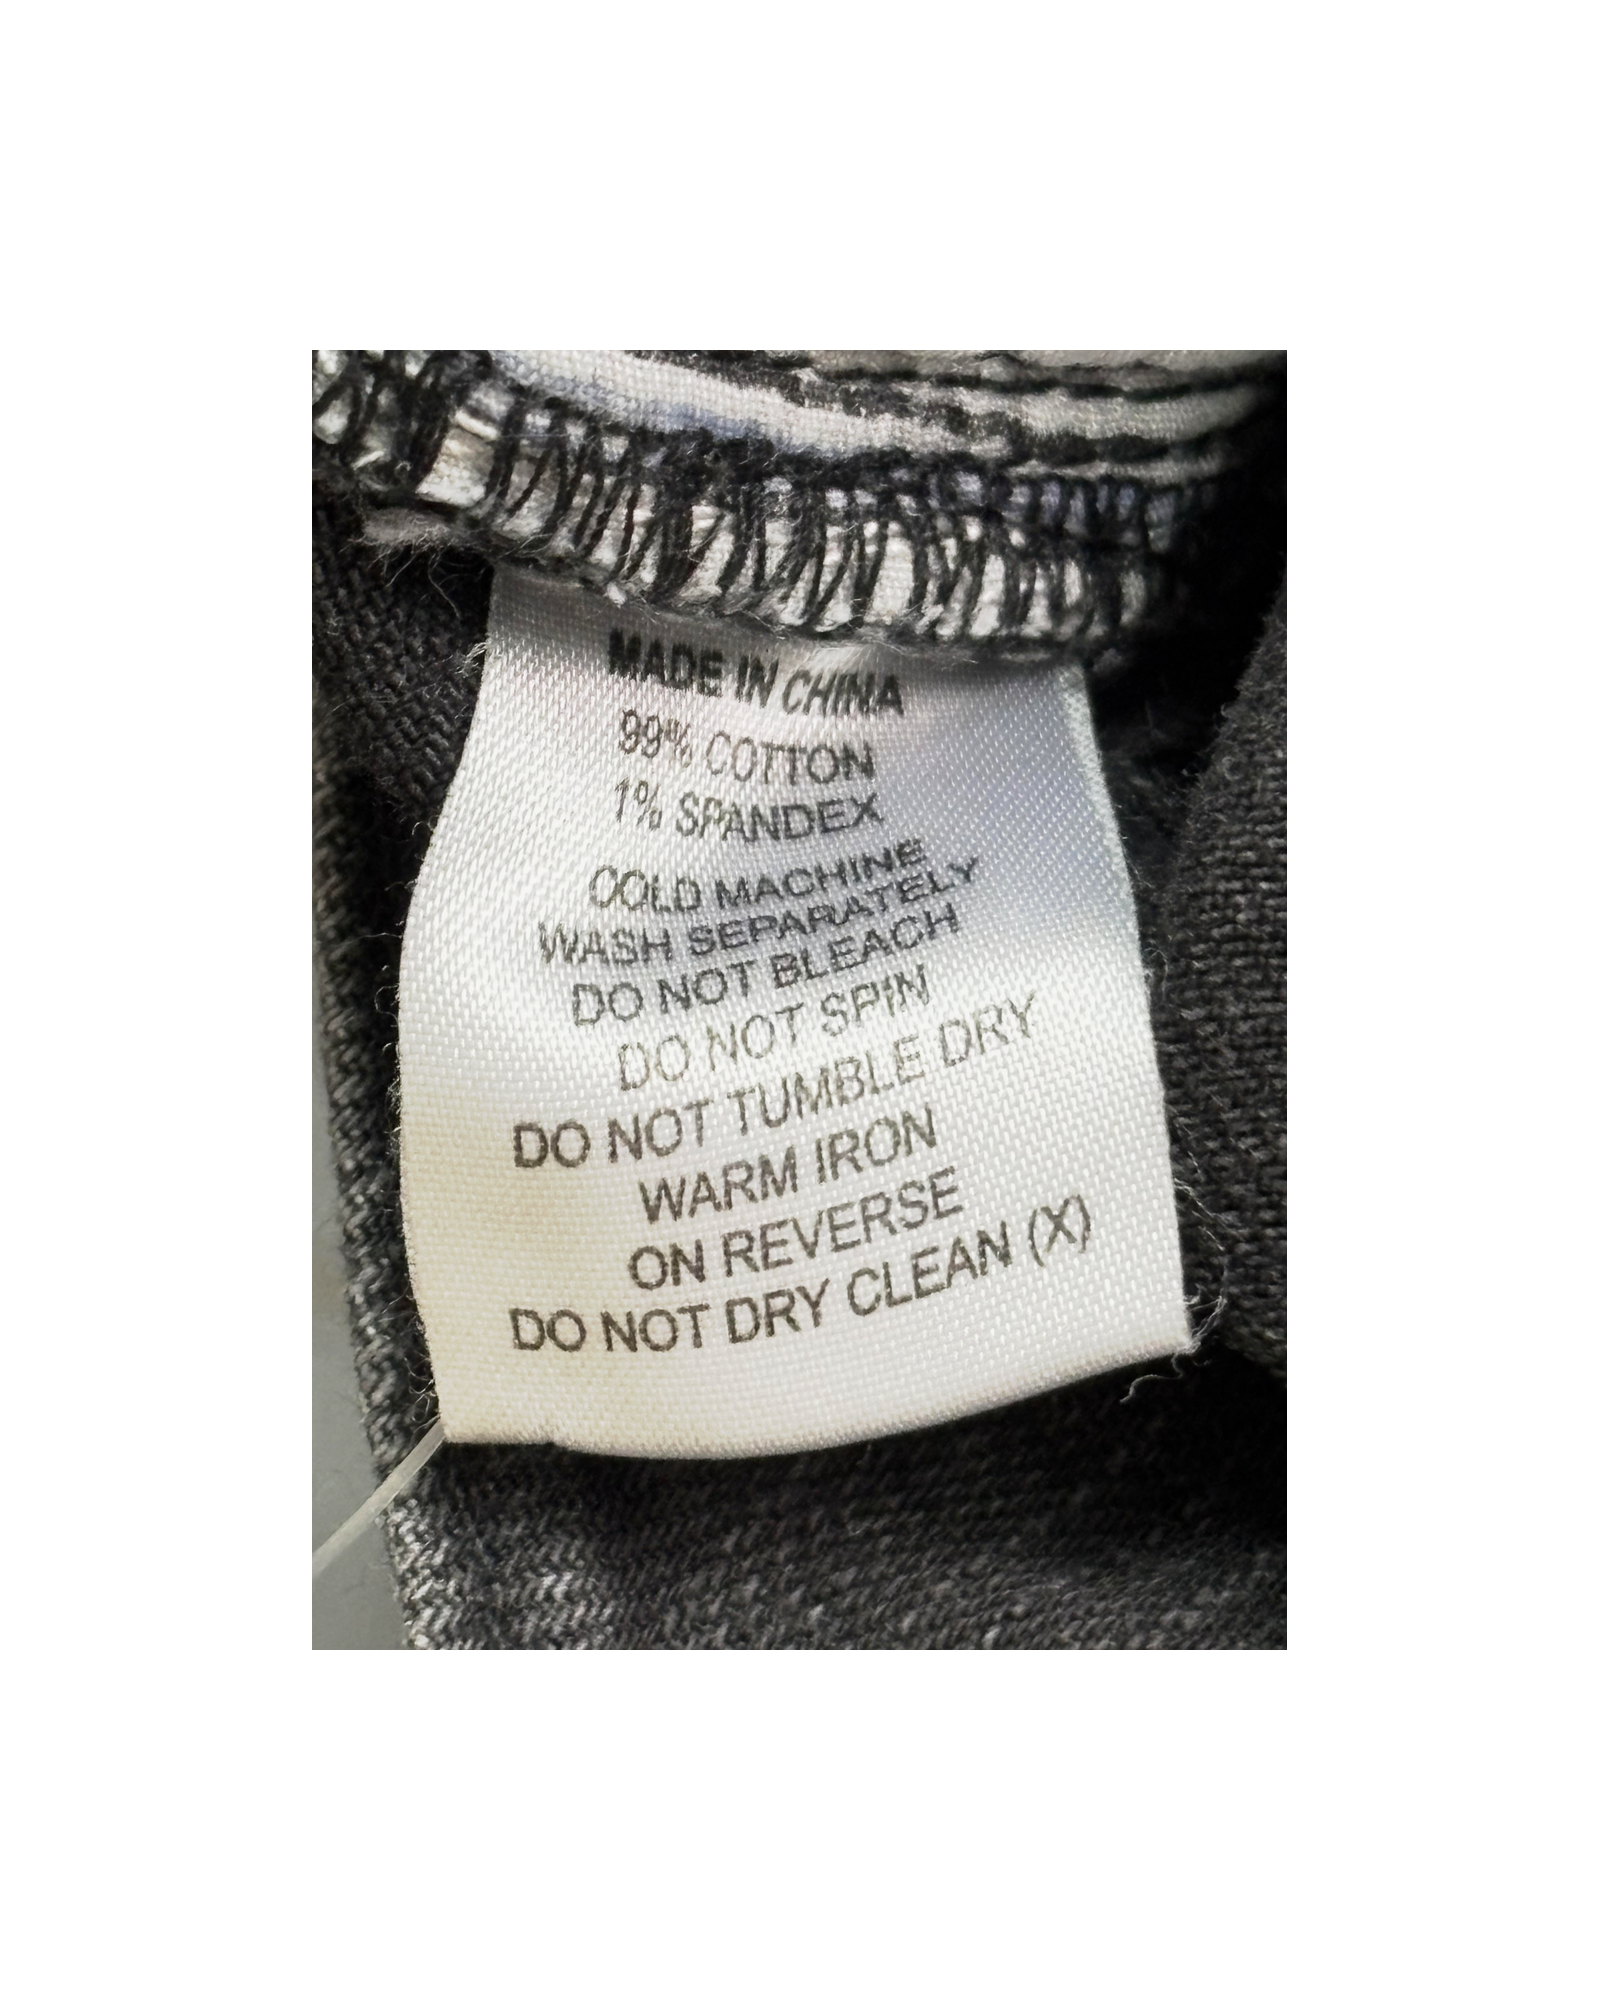 MADE IN CHINA
99% COTTON
1% SPANDEX
COLD MACHINE
WASH SEPARATELY
DO NOT BLEACH
DO NOT SPIN
DO NOT TUMBLE DRY
WARM IRON
ON REVERSE
DO NOT DRY CLEAN (X)